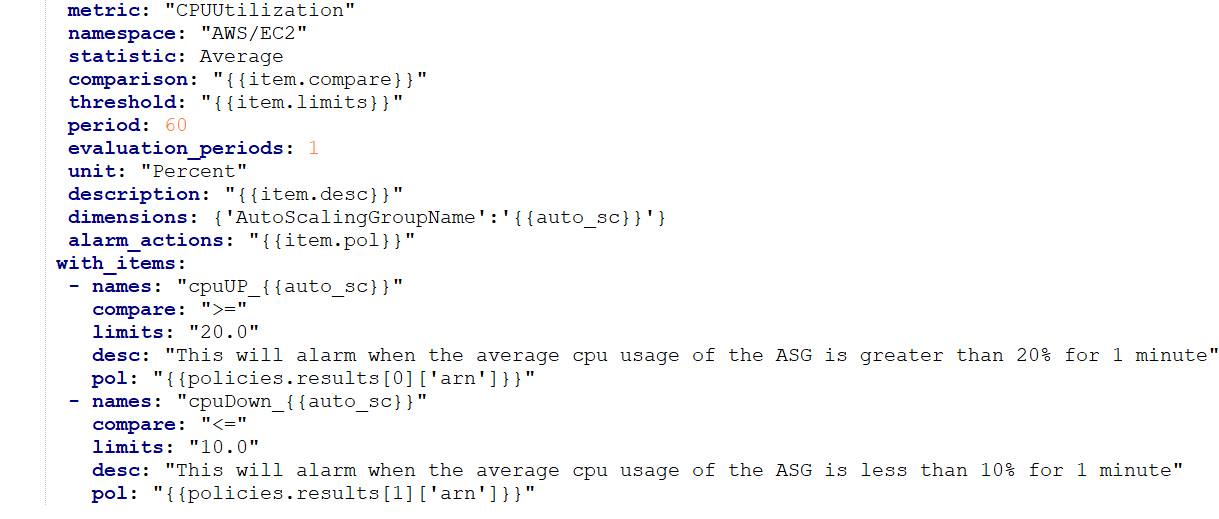 metric: "CPUUtilization"
namespace: "AWS/EC2"
statistic: Average
comparison: "{{item.compare}}"
threshold: "{{item.limits}}"
period: 60
evaluation_periods: 1
unit: "Percent"
description: "{{item.desc}}"
dimensions: {'AutoScalingGroupName':'{{auto_sc}}'}
alarm_actions: "{{item.pol}}"
with_items:
- names: "cpuUP_{{auto_sc}}"
compare: ">="
limits: "20.0"
desc: "This will alarm when the average cpu usage of the ASG is greater than 20% for 1 minute"
pol: "{{policies.results[0]['arn']}}"
- names: "cpuDown_{{auto_sc}}"
compare: "<="
limits: "10.0"
desc: "This will alarm when the average cpu usage of the ASG is less than 10% for 1 minute"
pol: "{{policies.results[1]['arn']}}"